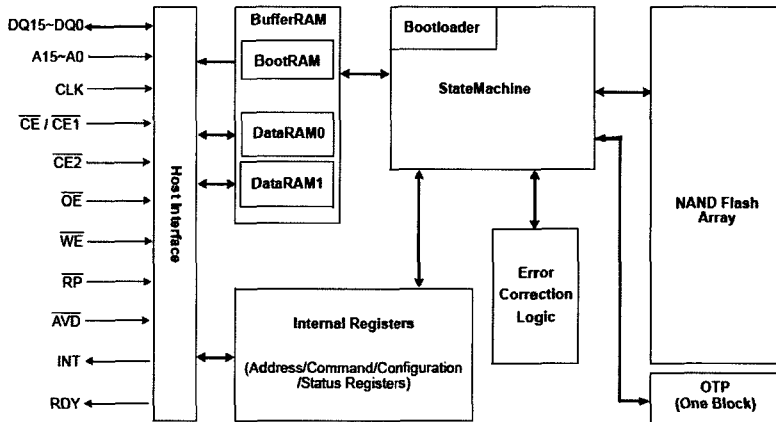 DQ15~DQ0
A15~A0
CLK
CE / CE1
CE2
OE
WE
RP
AVD
INT
RDY
Host Interface
BufferRAM
BootRAM
DataRAM0
DataRAM1
Bootloader
StateMachine
Internal Registers
(Address/Command/Configuration
/Status Registers)
Error
Correction
Logic
NAND Flash
Array
OTP
(One Block)